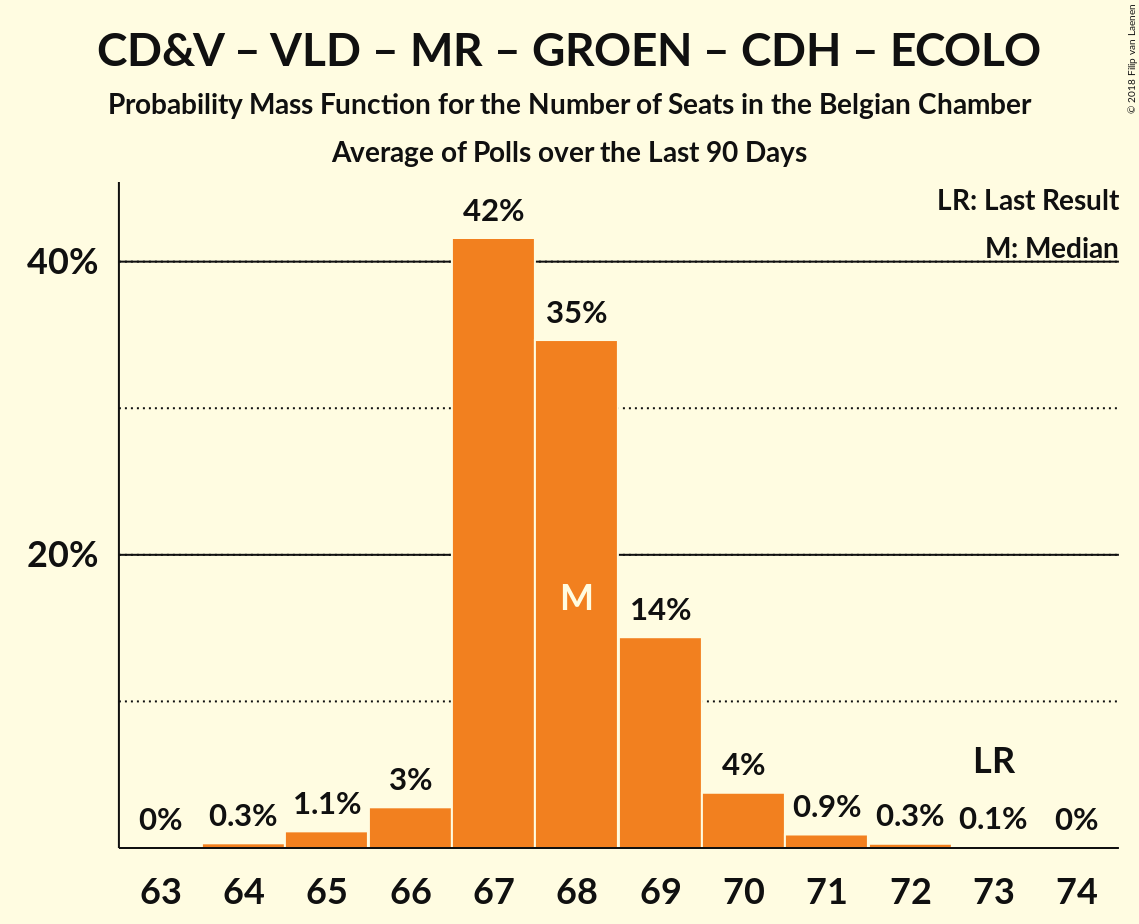 CD&V – VLD – MR – GROEN – CDH – ECOLO
Probability Mass Function for the Number of Seats in the Belgian Chamber
Average of Polls over the Last 90 Days
© 2018 Filip van Laenen
LR: Last Result
M: Median
40%
20%
42%
35%
M
14%
LR
0%
0.3%
1.1%
3%
4%
0.9%
0.3%
0.1%
0%
63 64 65 66 67 68 69 70 71 72 73 74